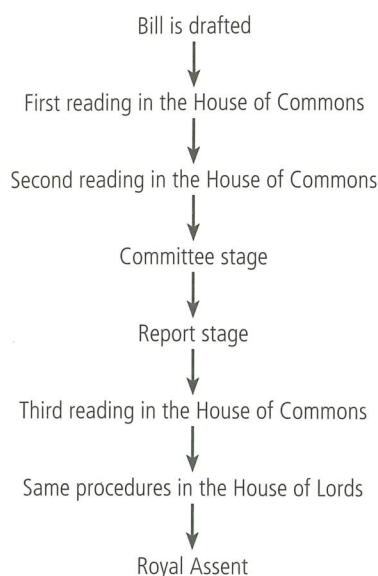 Bill is drafted
First reading in the House of Commons
Second reading in the House of Commons
Committee stage
Report stage
Third reading in the House of Commons
Same procedures in the House of Lords
Royal Assent